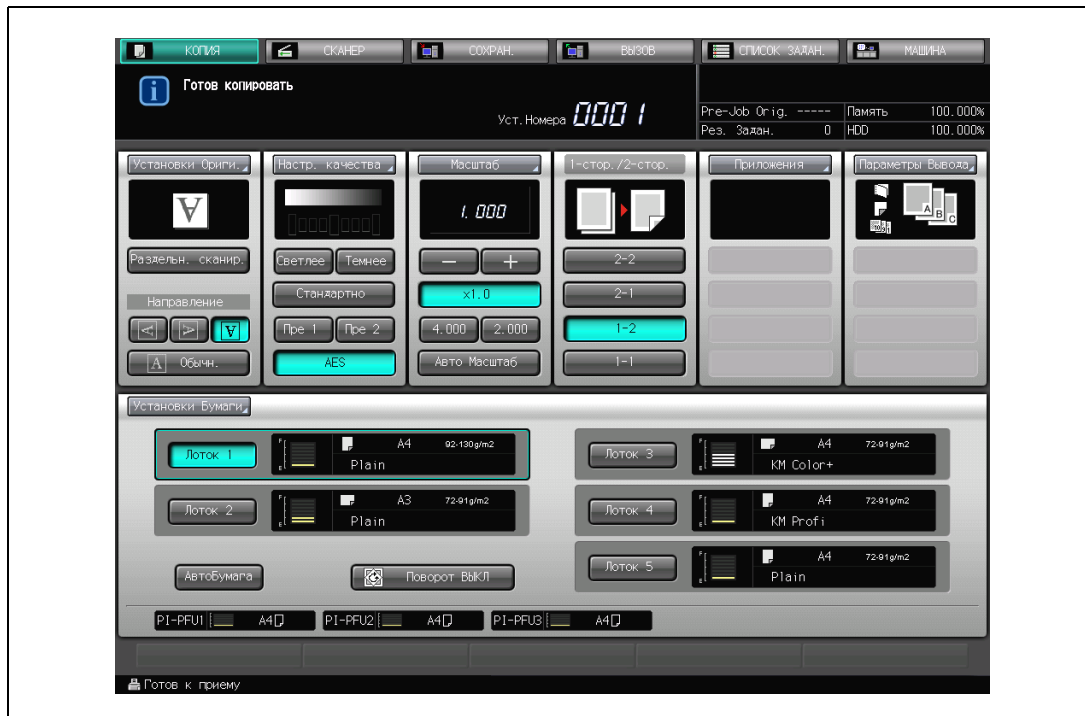 КОПИЯ СКАНЕР СОХРАН. ВЫЗОВ СПИСОК ЗАДАН. МАШИНА
Готов копировать
Уст.Номера 0001
Pre-Job Orig. ----- Память 100.000%
Рез. Задан. 0 HDD 100.000%
Установки Ориги. Настр. качества Масштаб 1-стор./2-стор. Приложения Параметры Вывода
1.000
A B C
Раздельн. сканир. Светлее Темнее − + 2-2
Направление Стандартно x1.0 2-1
Пре 1 Пре 2 4.000 2.000 1-2
A Обычн. AES Авто Масштаб 1-1
Установки Бумаги
Лоток 1 F E A4 92-130g/m2
Plain
Лоток 2 F E A3 72-91g/m2
Plain
Лоток 3 F E A4 72-91g/m2
KM Color+
Лоток 4 F E A4 72-91g/m2
KM Profi
Лоток 5 F E A4 72-91g/m2
Plain
АвтоБумага Поворот ВЫКЛ
PI-PFU1 A4 PI-PFU2 A4 PI-PFU3 A4
Готов к приему